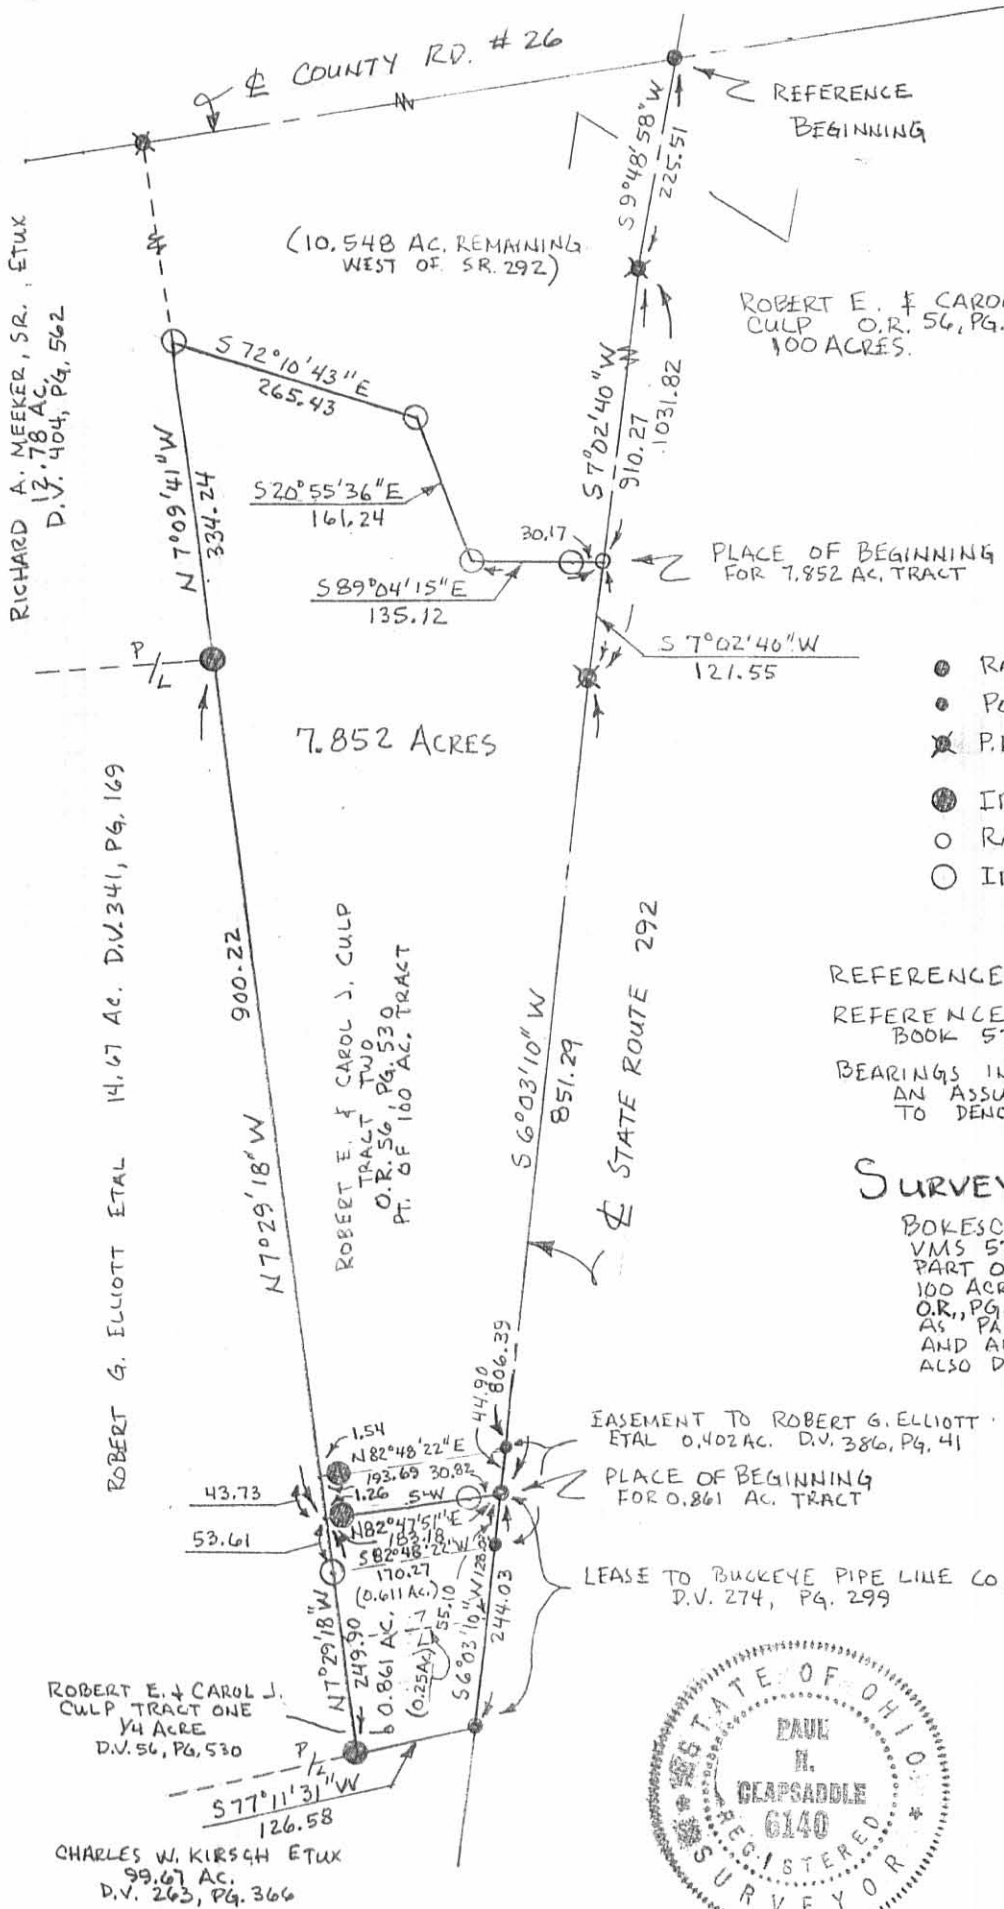 ℄ COUNTY RD. # 26
REFERENCE
BEGINNING
S 9°48'58" W
225.51
(10.548 AC. REMAINING
WEST OF SR. 292)
RICHARD A. MEEKER, SR., ETUX
12.78 AC,
D.V. 404, PG, 562
ROBERT E. & CAROL
CULP O.R. 56, PG.
100 ACRES.
S 72°10'43" E
265.43
S 7°02'40" W
910.27
1031.82
N 7°09'41" W
334.24
S 20°55'36" E
161.24
30.17
PLACE OF BEGINNING
FOR 7.852 AC, TRACT
S 89°04'15" E
135.12
S 7°02'40" W
121.55
P/L
7.852 ACRES
RA
P.
REFERENCE
REFERENCE
BOOK 57
BEARINGS IN
AN ASSU
TO DENO
ROBERT G. ELLIOTT ETAL 14.67 AC. D.V. 341, PG, 169
900.22
N 7°29'18" W
ROBERT E. & CAROL J. CULP
TRACT TWO
O.R. 56, PG. 530
PT. OF 100 AC. TRACT
S 6°03'10" W
851.29
℄ STATE ROUTE 292
SURVEY
BOKESC
VMS 57
PART O
100 ACR
O.R., PG.
AS PA
AND A
ALSO D
44.90
806.39
EASEMENT TO ROBERT G. ELLIOTT
ETAL 0.402 AC. D.V. 386, PG. 41
1.54
N 82°48'22" E
193.69 30.82
PLACE OF BEGINNING
FOR 0.861 AC. TRACT
43.73
1.26
N 82°47'51" E
183.18
53.61
S 82°48'22" W
170.27
(0.611 AC.)
LEASE TO BUCKEYE PIPE LINE CO
D.V. 274, PG. 299
N 7°29'18" W
249.90
0.861 AC.
(0.25 AC)
55.10
S 6°03'10" W
244.03
ROBERT E. & CAROL J.
CULP TRACT ONE
1/4 ACRE
D.V. 56, PG, 530
P/L
S 77°11'31" W
126.58
CHARLES W. KIRSCH ETUX
99.67 AC.
D.V. 263, PG. 366
STATE OF OHIO
PAUL
N.
CLAPSADDLE
6140
REGISTERED
SURVEYOR